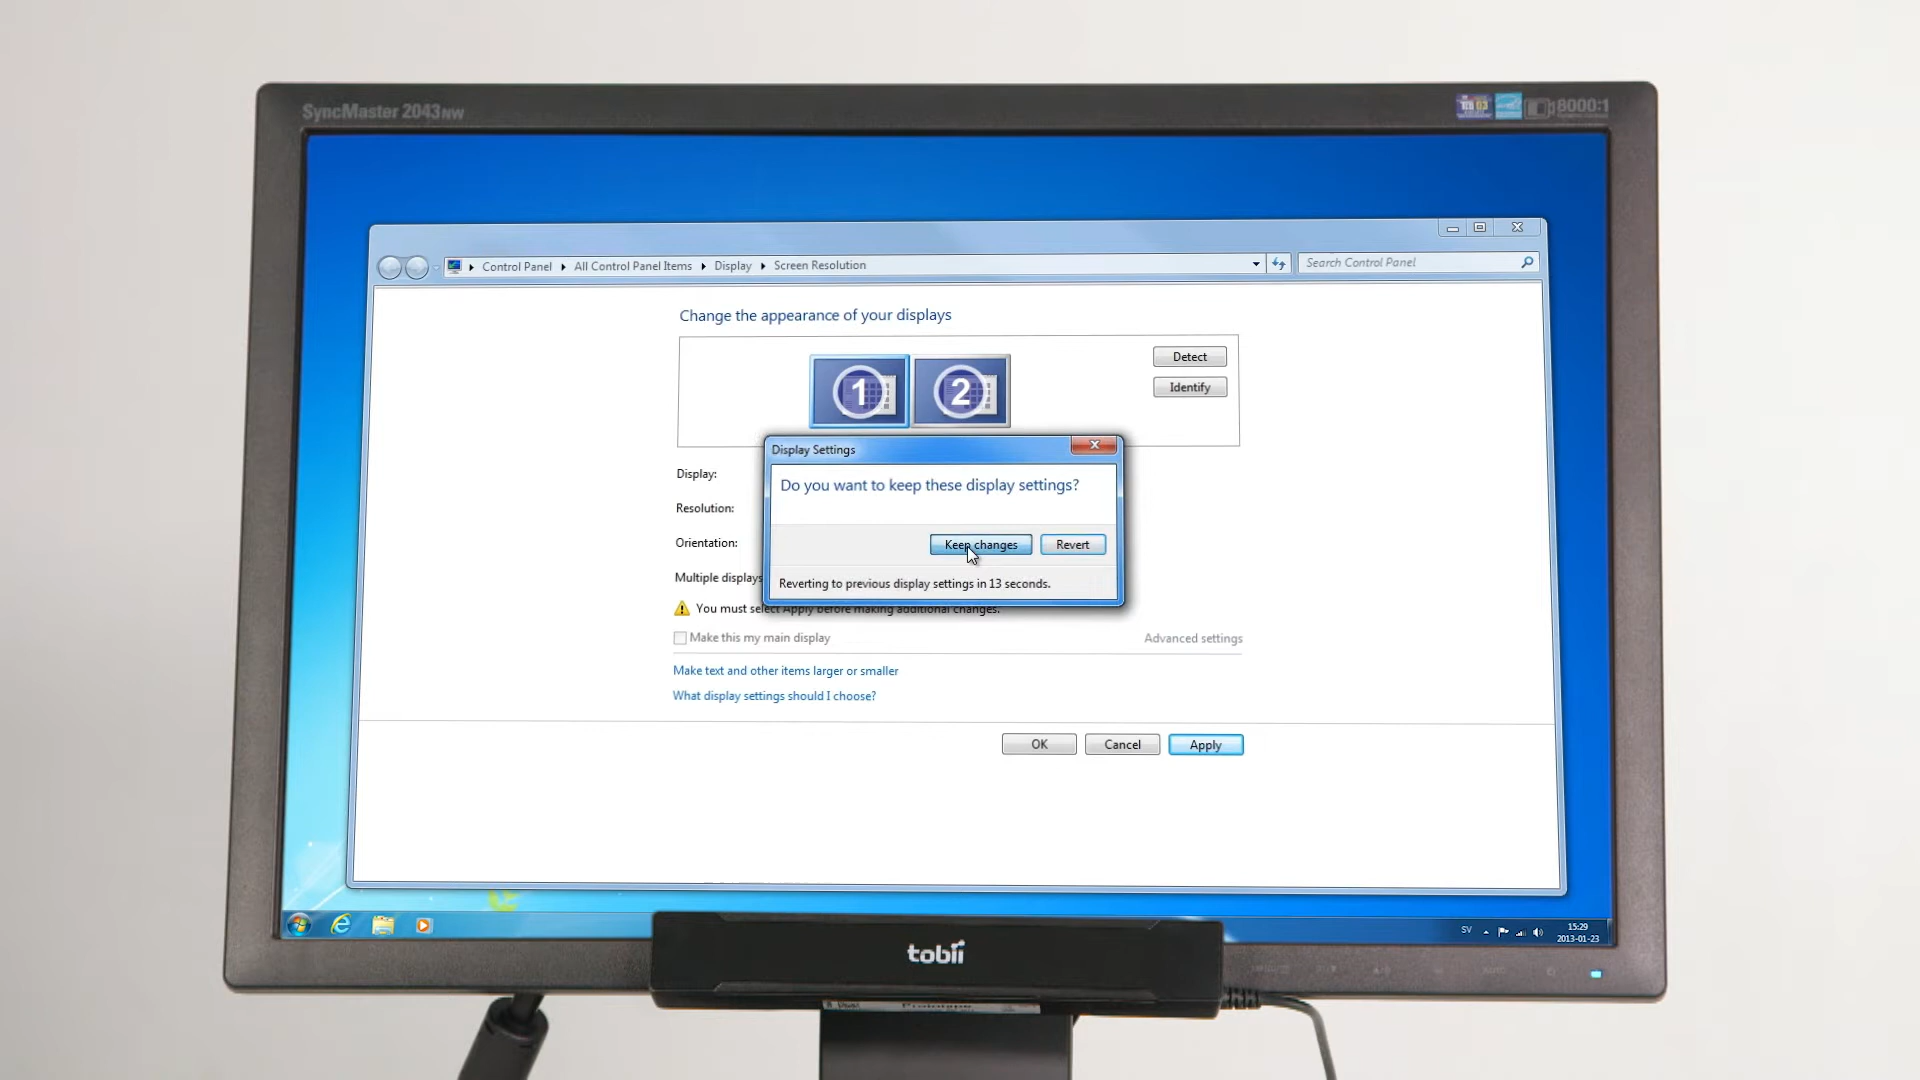 SyncMaster 2043NW
8000:1
Control Panel All Control Panel Items Display Screen Resolution
Search Control Panel
Change the appearance of your displays
1 2
Detect
Identify
Display Settings
Display:
Do you want to keep these display settings?
Resolution:
Orientation:
Keep changes Revert
Multiple displays
Reverting to previous display settings in 13 seconds.
You must select Apply before making additional changes.
Make this my main display
Advanced settings
Make text and other items larger or smaller
What display settings should I choose?
OK Cancel Apply
SV
15:29
2013-01-23
tobii